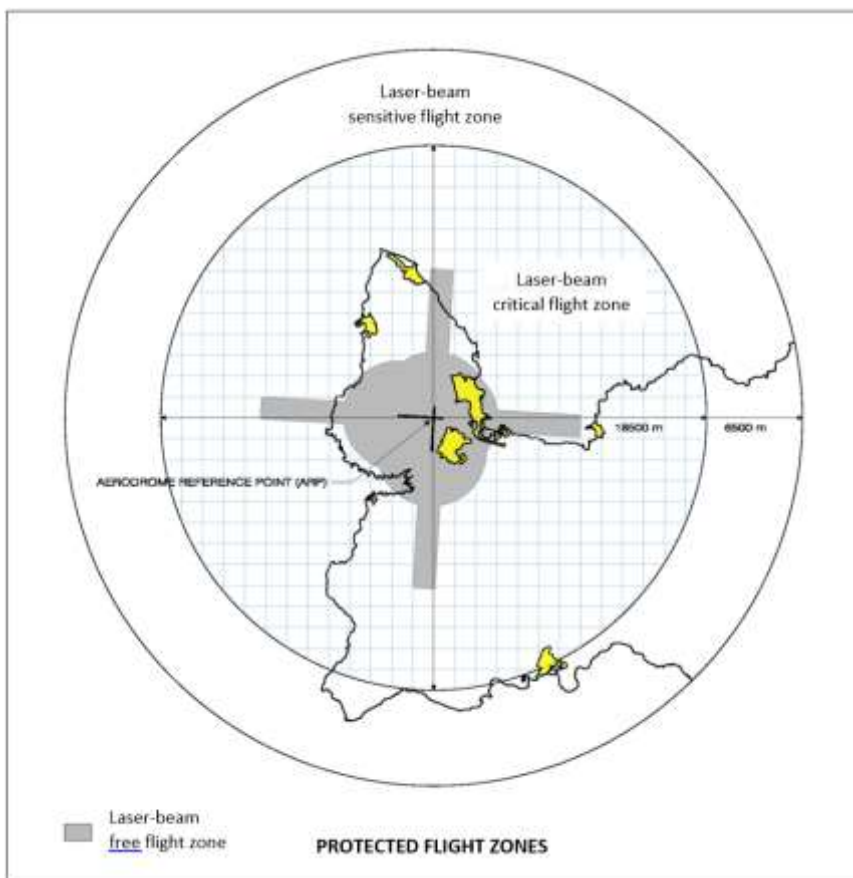 Laser-beam
sensitive flight zone
Laser-beam
critical flight zone
18500 m
6500 m
AERODROME REFERENCE POINT (ARP)
Laser-beam
free flight zone
PROTECTED FLIGHT ZONES